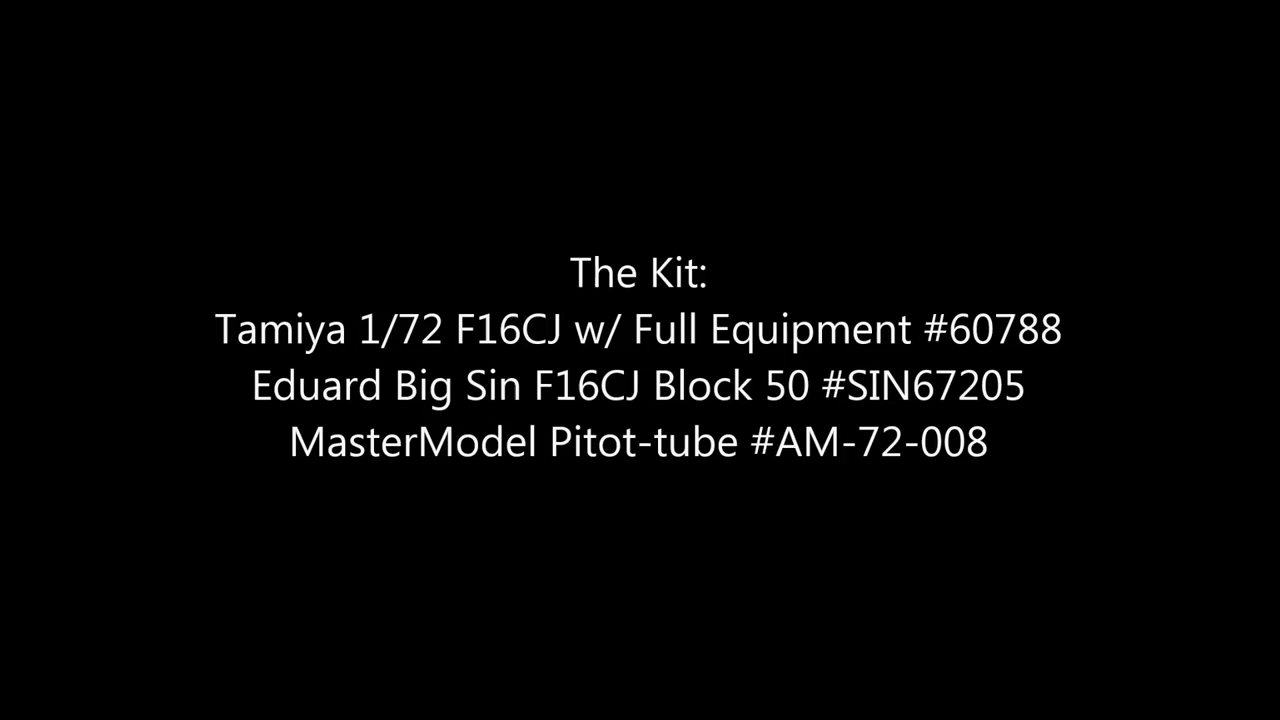 The Kit:
Tamiya 1/72 F16CJ w/ Full Equipment #60788
Eduard Big Sin F16CJ Block 50 #SIN67205
MasterModel Pitot-tube #AM-72-008